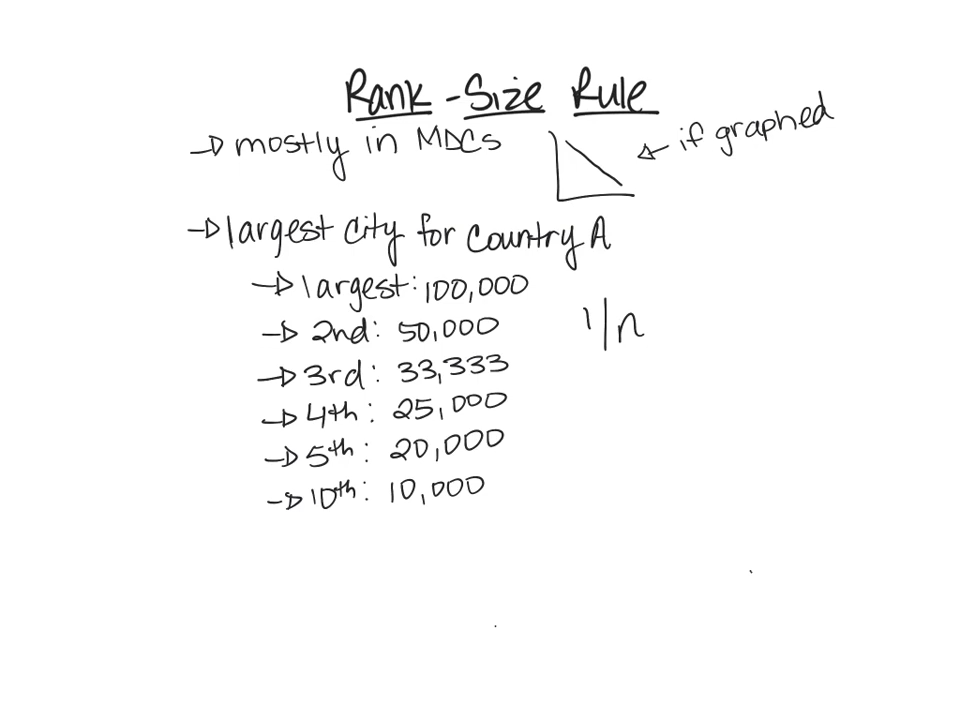 Rank-Size Rule
→ mostly in MDCs
← if graphed
→ largest city for country A
→ largest: 100,000
→ 2nd: 50,000
1/n
→ 3rd: 33,333
→ 4th: 25,000
→ 5th: 20,000
→ 10th: 10,000